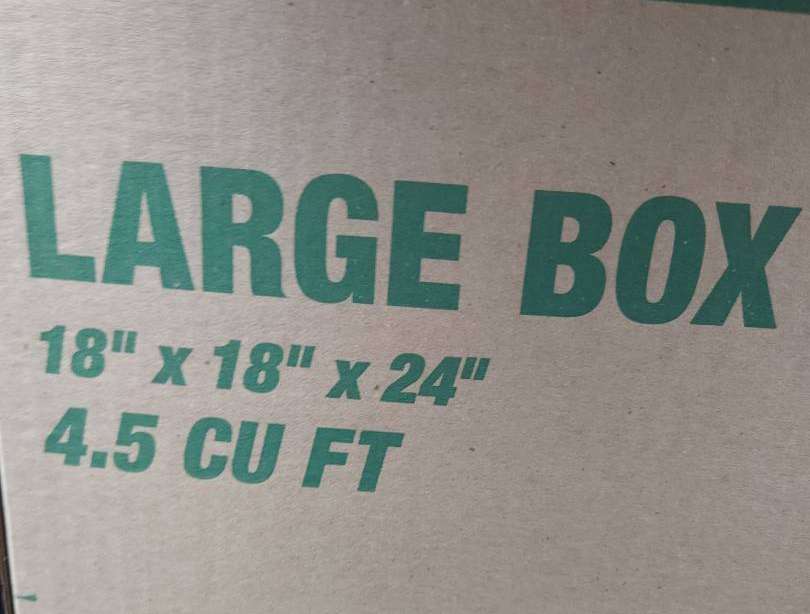 LARGE BOX
18" x 18" x 24"
4.5 CU FT